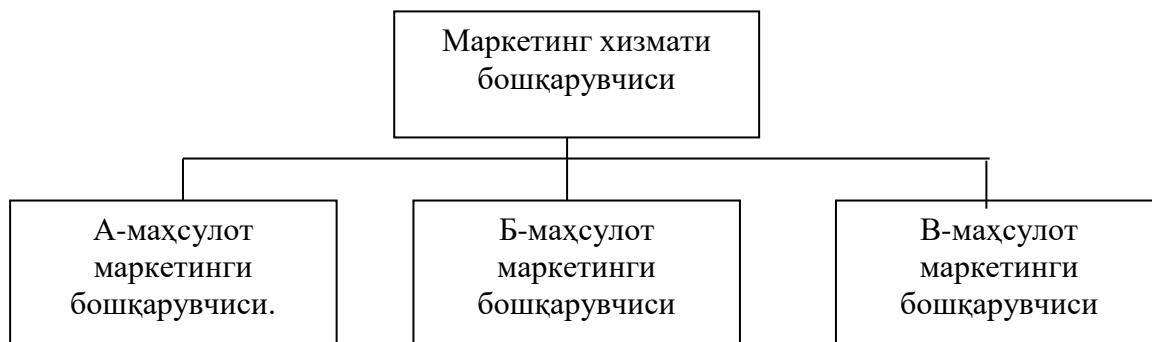 Маркетинг хизмати
бошқарувчиси
А-маҳсулот
маркетинги
бошқарувчиси.
Б-маҳсулот
маркетинги
бошқарувчиси
В-маҳсулот
маркетинги
бошқарувчиси